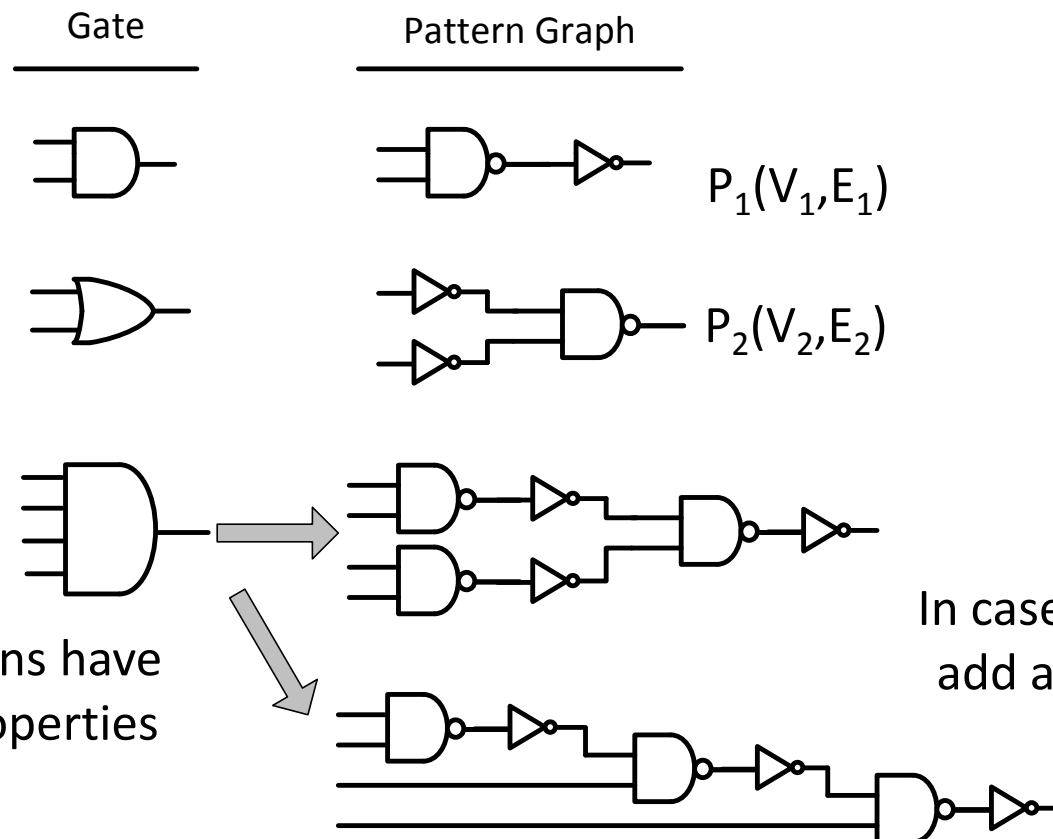 Gate Pattern Graph
P₁(V₁,E₁)
P₂(V₂,E₂)
In case
ns have add a
operties